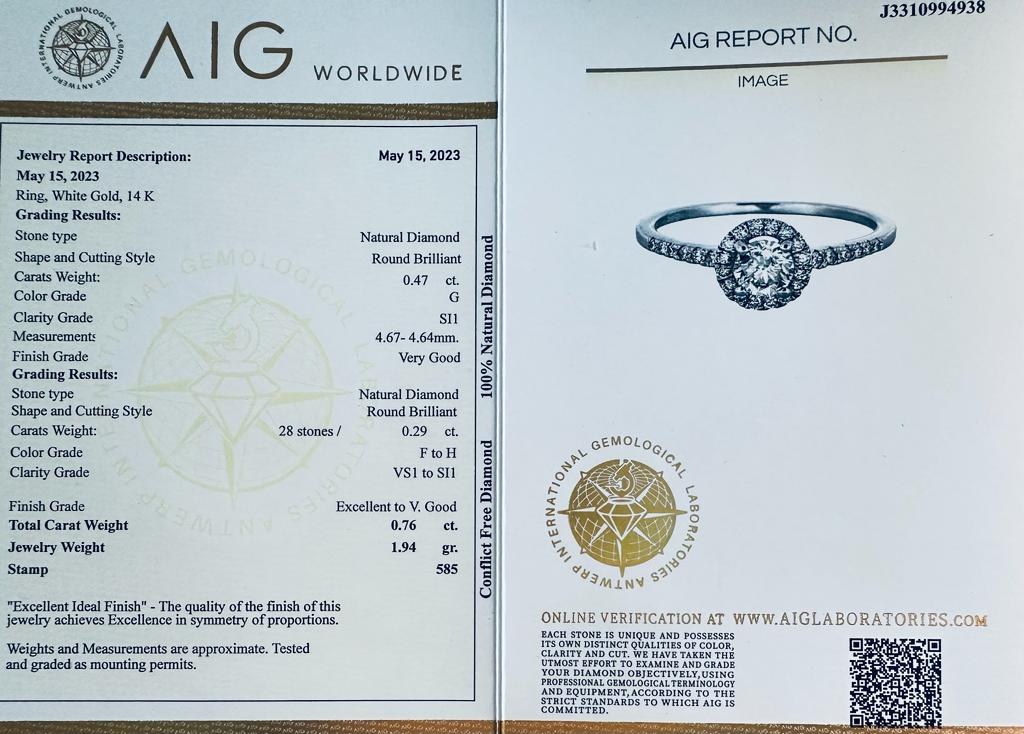 AIG WORLDWIDE
INTERNATIONAL GEMOLOGICAL LABORATORIES ANTWERP
Jewelry Report Description: May 15, 2023
May 15, 2023
Ring, White Gold, 14 K
Grading Results:
Stone type Natural Diamond
Shape and Cutting Style Round Brilliant
Carats Weight: 0.47 ct.
Color Grade G
Clarity Grade SI1
Measurements 4.67- 4.64mm.
Finish Grade Very Good
Grading Results:
Stone type Natural Diamond
Shape and Cutting Style Round Brilliant
Carats Weight: 28 stones / 0.29 ct.
Color Grade F to H
Clarity Grade VS1 to SI1
Finish Grade Excellent to V. Good
Total Carat Weight 0.76 ct.
Jewelry Weight 1.94 gr.
Stamp 585
"Excellent Ideal Finish" - The quality of the finish of this
jewelry achieves Excellence in symmetry of proportions.
Weights and Measurements are approximate. Tested
and graded as mounting permits.
INTERNATIONAL GEMOLOGICAL LABORATORIES ANTWERP
100% Natural Diamond
Conflict Free Diamond
J3310994938
AIG REPORT NO.
IMAGE
INTERNATIONAL GEMOLOGICAL LABORATORIES ANTWERP
ONLINE VERIFICATION AT WWW.AIGLABORATORIES.COM
EACH STONE IS UNIQUE AND POSSESSES
ITS OWN DISTINCT QUALITIES OF COLOR,
CLARITY AND CUT. WE HAVE TAKEN THE
UTMOST EFFORT TO EXAMINE AND GRADE
YOUR DIAMOND OBJECTIVELY, USING
PROFESSIONAL GEMOLOGICAL TERMINOLOGY
AND EQUIPMENT, ACCORDING TO THE
STRICT STANDARDS TO WHICH AIG IS
COMMITTED.